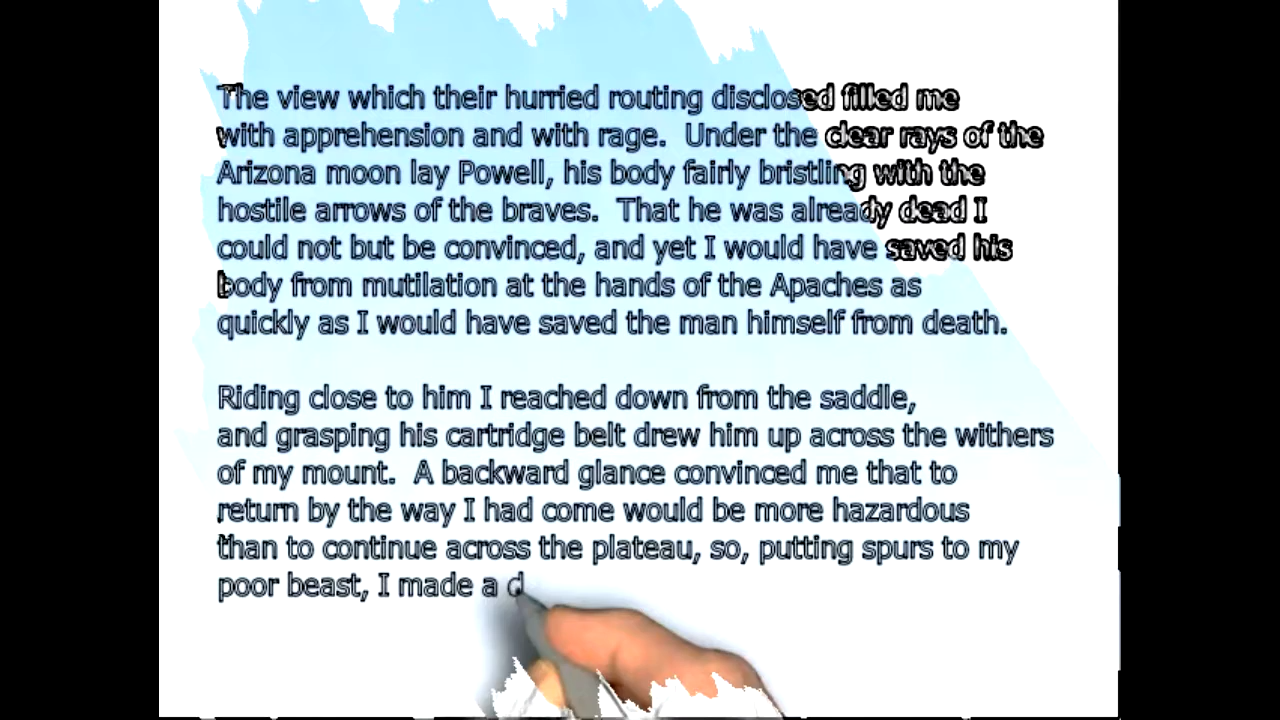 The view which their hurried routing disclosed filled me
with apprehension and with rage.  Under the clear rays of the
Arizona moon lay Powell, his body fairly bristling with the
hostile arrows of the braves.  That he was already dead I
could not but be convinced, and yet I would have saved his
body from mutilation at the hands of the Apaches as
quickly as I would have saved the man himself from death.
Riding close to him I reached down from the saddle,
and grasping his cartridge belt drew him up across the withers
of my mount.  A backward glance convinced me that to
return by the way I had come would be more hazardous
than to continue across the plateau, so, putting spurs to my
poor beast, I made a d